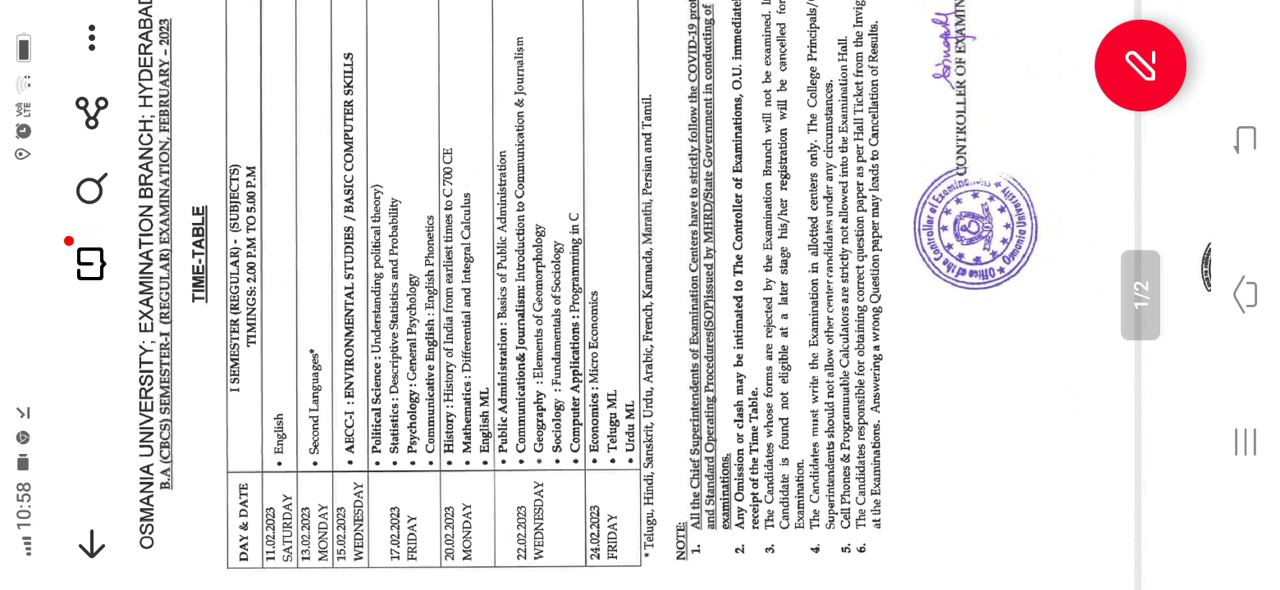 10:58
VoD
LTE
OSMANIA UNIVERSITY; EXAMINATION BRANCH; HYDERABAD
B.A (CBCS) SEMESTER-I (REGULAR) EXAMINATION, FEBRUARY - 2023
TIME-TABLE
DAY & DATE
I SEMESTER (REGULAR) - (SUBJECTS)
TIMINGS: 2.00 P.M TO 5.00 P.M
11.02.2023
SATURDAY
• English
13.02.2023
MONDAY
• Second Languages*
15.02.2023
WEDNESDAY
• AECC-I : ENVIRONMENTAL STUDIES / BASIC COMPUTER SKILLS
17.02.2023
FRIDAY
• Political Science : Understanding political theory)
• Statistics : Descriptive Statistics and Probability
• Psychology : General Psychology
• Communicative English : English Phonetics
20.02.2023
MONDAY
• History : History of India from earliest times to C 700 CE
• Mathematics : Differential and Integral Calculus
• English ML
22.02.2023
WEDNESDAY
• Public Administration : Basics of Public Administration
• Communication& Journalism: Introduction to Communication & Journalism
• Geography : Elements of Geomorphology
• Sociology : Fundamentals of Sociology
• Computer Applications : Programming in C
24.02.2023
FRIDAY
• Economics : Micro Economics
• Telugu ML
• Urdu ML
* Telugu, Hindi, Sanskrit, Urdu, Arabic, French, Kannada, Marathi, Persian and Tamil.
NOTE:
1. All the Chief Superintendents of Examination Centers have to strictly follow the COVID-19
and Standard Operating Procedures(SOP)issued by MHRD/State Government in conducting of
examinations.
2. Any Omission or clash may be intimated to The Controller of Examinations, O.U.
receipt of the Time Table.
3. The Candidates whose forms are rejected by the Examination Branch will not be examined.
Candidate is found not eligible at a later stage his/her registration will be cancelled for
Examination.
4. The Candidates must write the Examination in allotted centers only. The College Principals/
Superintendents should not allow other center candidates under any circumstances.
5. Cell Phones & Programmable Calculators are strictly not allowed into the Examination Hall.
6. The Candidates responsible for obtaining correct question paper as per Hall Ticket from the
at the Examinations. Answering a wrong Question paper may leads to Cancellation of Results.
CONTROLLER OF
Office of the Controller of Examinations
Osmania University
1/2